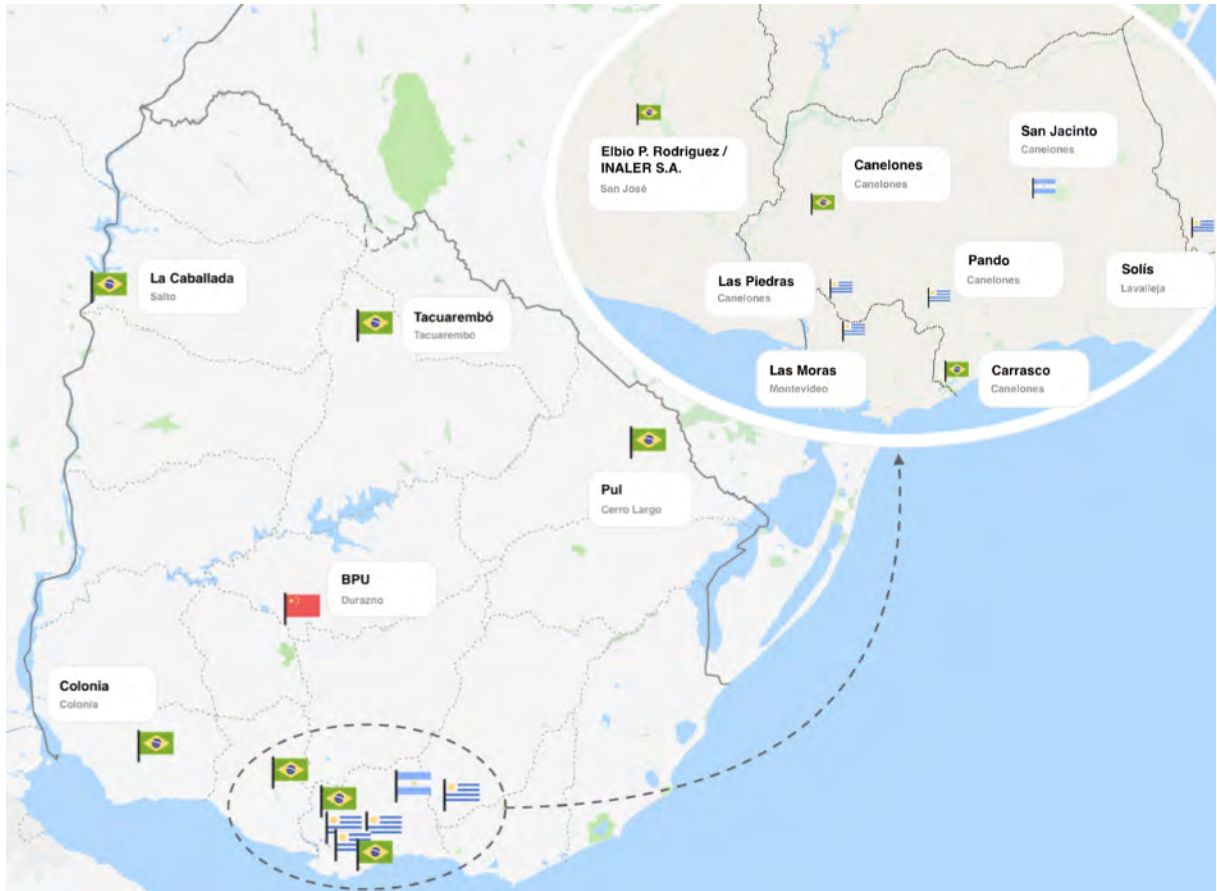 Elbio P. Rodriguez /
INALER S.A.
San José
Canelones
Canelones
San Jacinto
Canelones
Las Piedras
Canelones
Pando
Canelones
Solís
Lavalleja
Las Moras
Montevideo
Carrasco
Canelones
La Caballada
Salto
Tacuarembó
Tacuarembó
Pul
Cerro Largo
BPU
Durazno
Colonia
Colonia